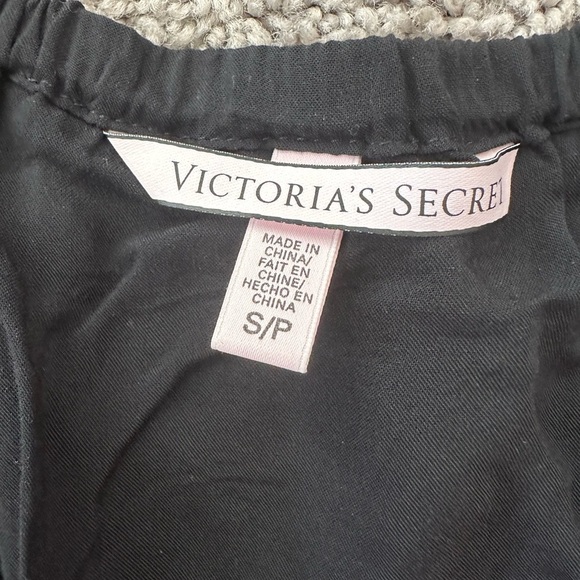 VICTORIA'S SECRET
MADE IN
CHINA/
FAIT EN
CHINE/
HECHO EN
CHINA
S/P